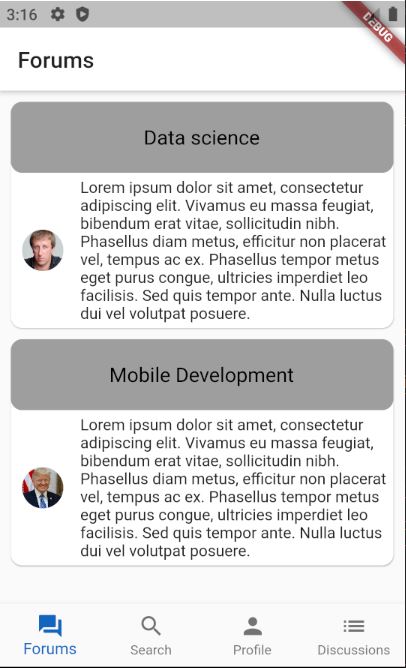 3:16
DEBUG
Forums
Data science
Lorem ipsum dolor sit amet, consectetur
adipiscing elit. Vivamus eu massa feugiat,
bibendum erat vitae, sollicitudin nibh.
Phasellus diam metus, efficitur non placerat
vel, tempus ac ex. Phasellus tempor metus
eget purus congue, ultricies imperdiet leo
facilisis. Sed quis tempor ante. Nulla luctus
dui vel volutpat posuere.
Mobile Development
Lorem ipsum dolor sit amet, consectetur
adipiscing elit. Vivamus eu massa feugiat,
bibendum erat vitae, sollicitudin nibh.
Phasellus diam metus, efficitur non placerat
vel, tempus ac ex. Phasellus tempor metus
eget purus congue, ultricies imperdiet leo
facilisis. Sed quis tempor ante. Nulla luctus
dui vel volutpat posuere.
Forums
Search
Profile
Discussions